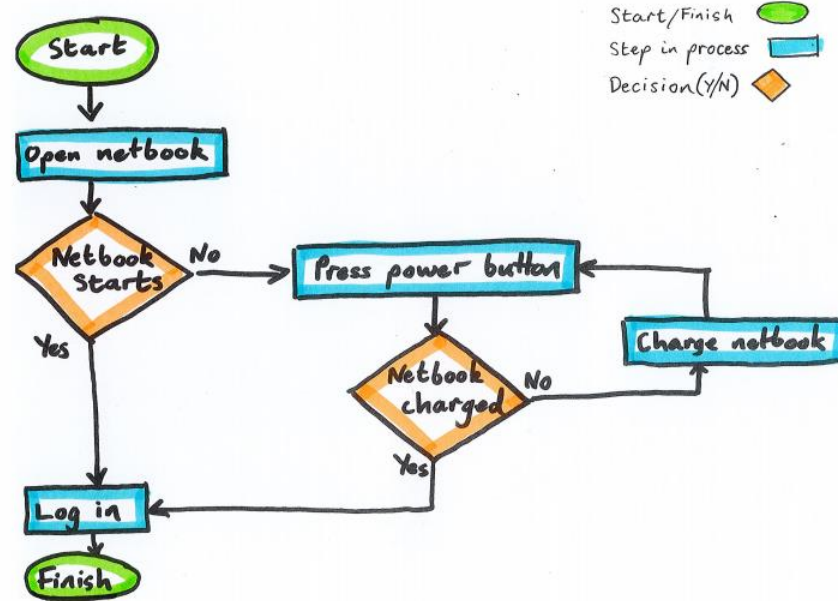 Start/Finish
Step in process
Decision(Y/N)
Start
Open netbook
Netbook
Starts
No
Yes
Press power button
Charge netbook
Netbook
charged
No
Yes
Log in
Finish